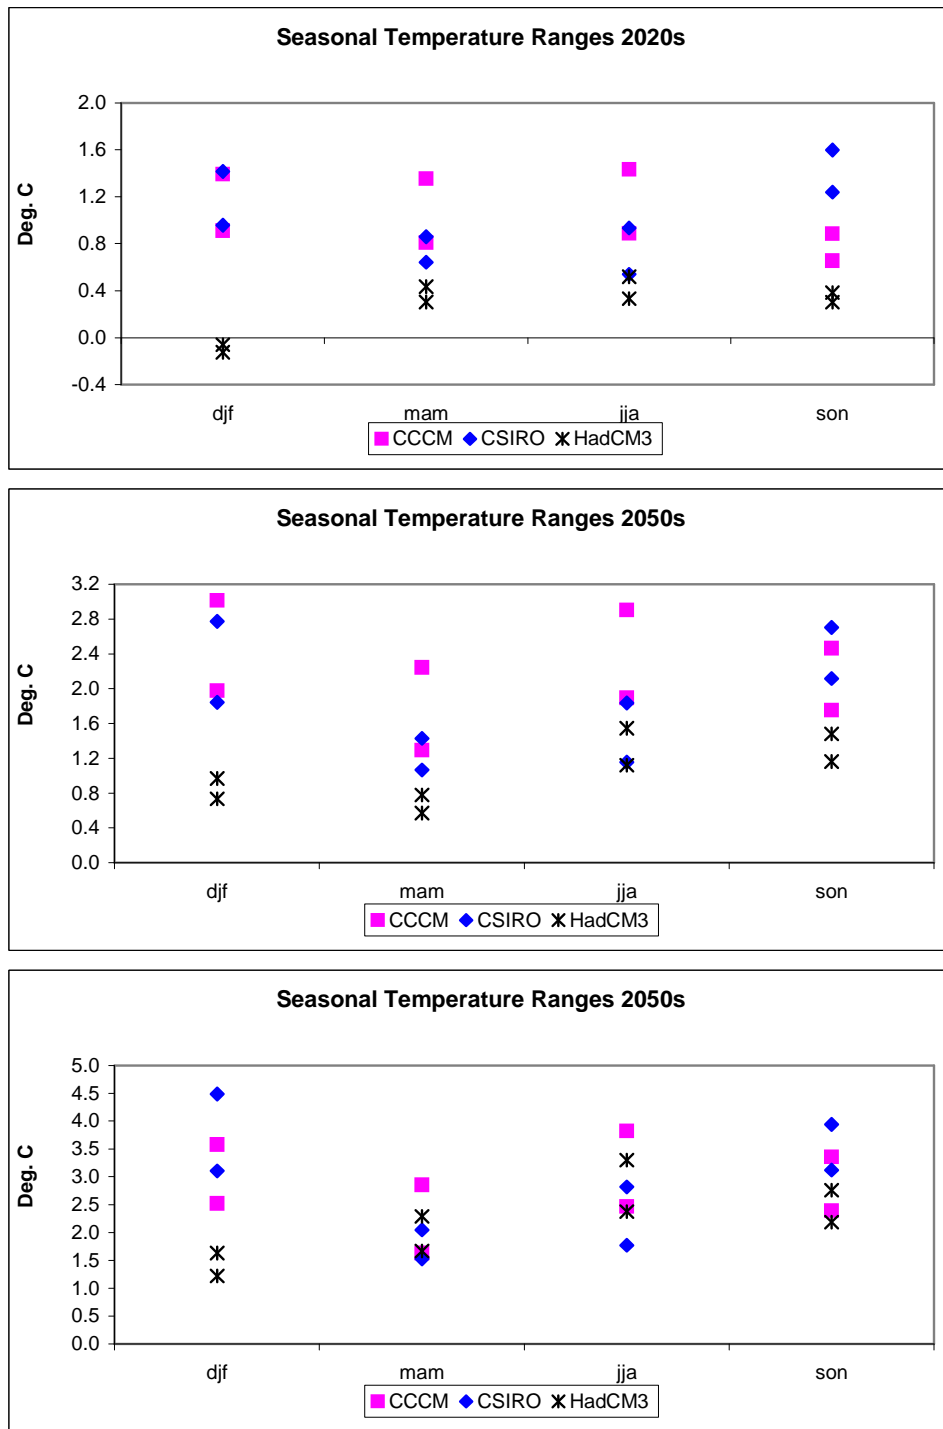 Seasonal Temperature Ranges 2020s
Deg. C
2.0
1.6
1.2
0.8
0.4
0.0
-0.4
djf mam jja son
CCCM CSIRO HadCM3
Seasonal Temperature Ranges 2050s
Deg. C
3.2
2.8
2.4
2.0
1.6
1.2
0.8
0.4
0.0
djf mam jja son
CCCM CSIRO HadCM3
Seasonal Temperature Ranges 2050s
Deg. C
5.0
4.5
4.0
3.5
3.0
2.5
2.0
1.5
1.0
0.5
0.0
djf mam jja son
CCCM CSIRO HadCM3